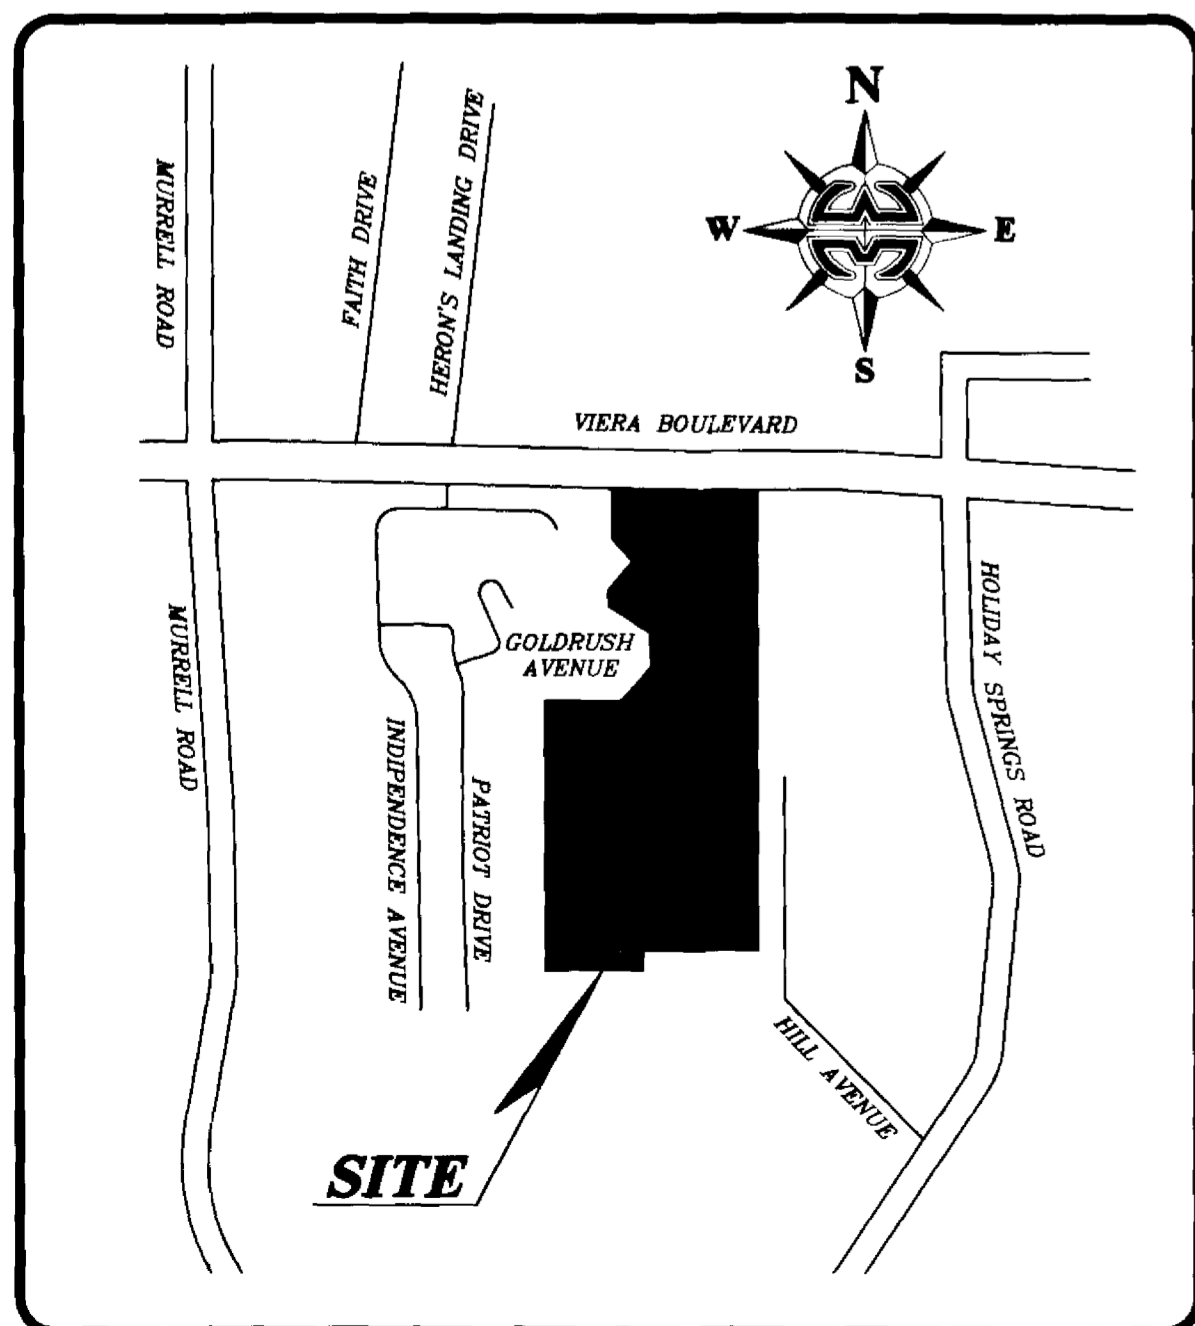 N
W
E
S
MURRELL ROAD
FAITH DRIVE
HERON'S LANDING DRIVE
VIERA BOULEVARD
MURRELL ROAD
GOLDRUSH
AVENUE
HOLIDAY SPRINGS ROAD
INDIPENDENCE AVENUE
PATRIOT DRIVE
HILL AVENUE
SITE